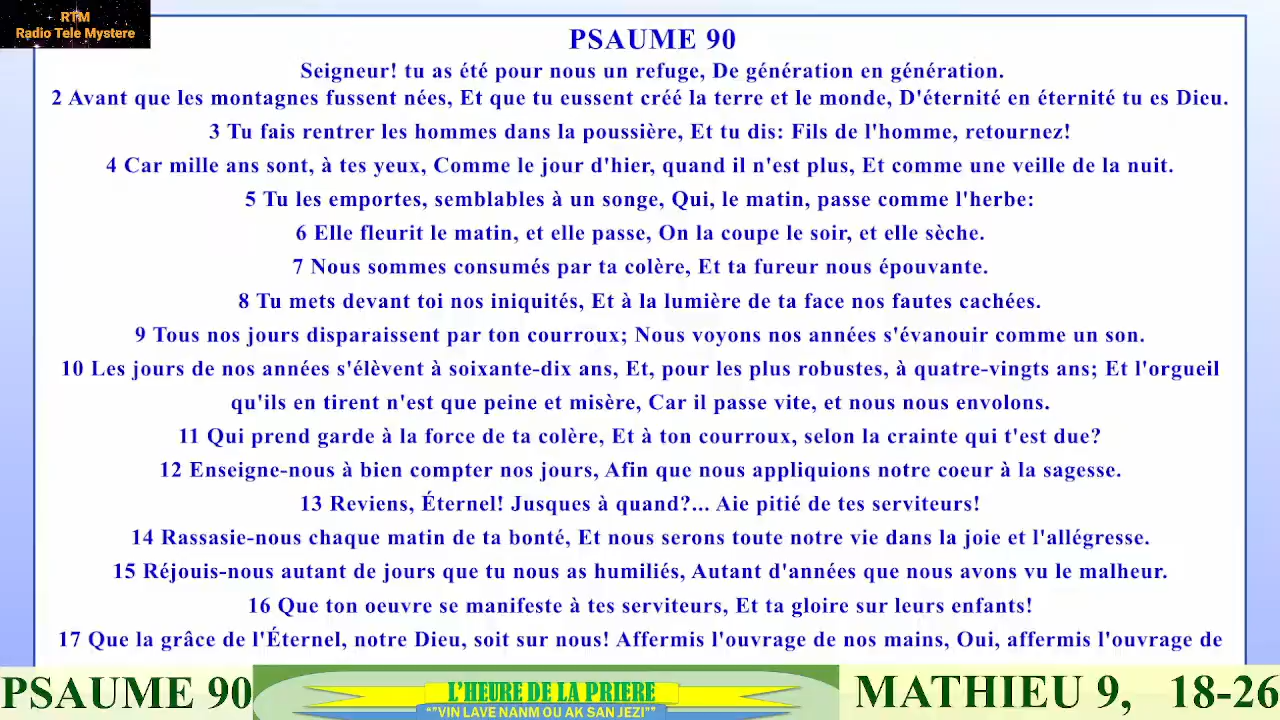 RTM
Radio Tele Mystere
PSAUME 90
Seigneur! tu as été pour nous un refuge, De génération en génération.
2 Avant que les montagnes fussent nées, Et que tu eussent créé la terre et le monde, D'éternité en éternité tu es Dieu.
3 Tu fais rentrer les hommes dans la poussière, Et tu dis: Fils de l'homme, retournez!
4 Car mille ans sont, à tes yeux, Comme le jour d'hier, quand il n'est plus, Et comme une veille de la nuit.
5 Tu les emportes, semblables à un songe, Qui, le matin, passe comme l'herbe:
6 Elle fleurit le matin, et elle passe, On la coupe le soir, et elle sèche.
7 Nous sommes consumés par ta colère, Et ta fureur nous épouvante.
8 Tu mets devant toi nos iniquités, Et à la lumière de ta face nos fautes cachées.
9 Tous nos jours disparaissent par ton courroux; Nous voyons nos années s'évanouir comme un son.
10 Les jours de nos années s'élèvent à soixante-dix ans, Et, pour les plus robustes, à quatre-vingts ans; Et l'orgueil
qu'ils en tirent n'est que peine et misère, Car il passe vite, et nous nous envolons.
11 Qui prend garde à la force de ta colère, Et à ton courroux, selon la crainte qui t'est due?
12 Enseigne-nous à bien compter nos jours, Afin que nous appliquions notre coeur à la sagesse.
13 Reviens, Éternel! Jusques à quand?... Aie pitié de tes serviteurs!
14 Rassasie-nous chaque matin de ta bonté, Et nous serons toute notre vie dans la joie et l'allégresse.
15 Réjouis-nous autant de jours que tu nous as humiliés, Autant d'années que nous avons vu le malheur.
16 Que ton oeuvre se manifeste à tes serviteurs, Et ta gloire sur leurs enfants!
17 Que la grâce de l'Éternel, notre Dieu, soit sur nous! Affermis l'ouvrage de nos mains, Oui, affermis l'ouvrage de
PSAUME 90
L'HEURE DE LA PRIERE
""VIN LAVE NANM OU AK SAN JEZI""
MATHIEU 9, 18-26